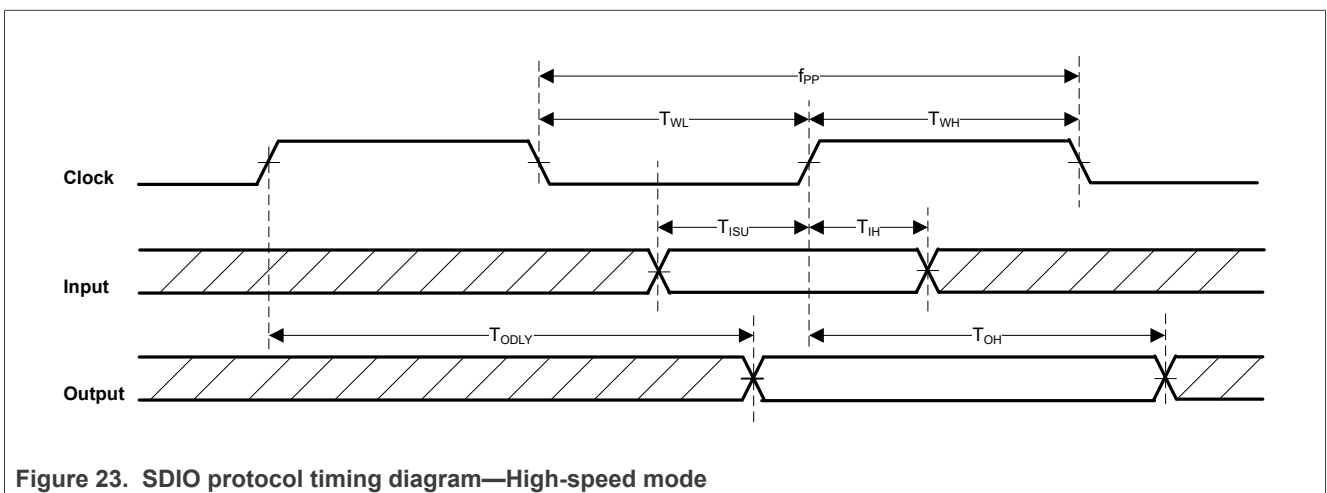 fPP
TWL TWH
Clock
TISU TIH
Input
TODLY TOH
Output
Figure 23. SDIO protocol timing diagram—High-speed mode